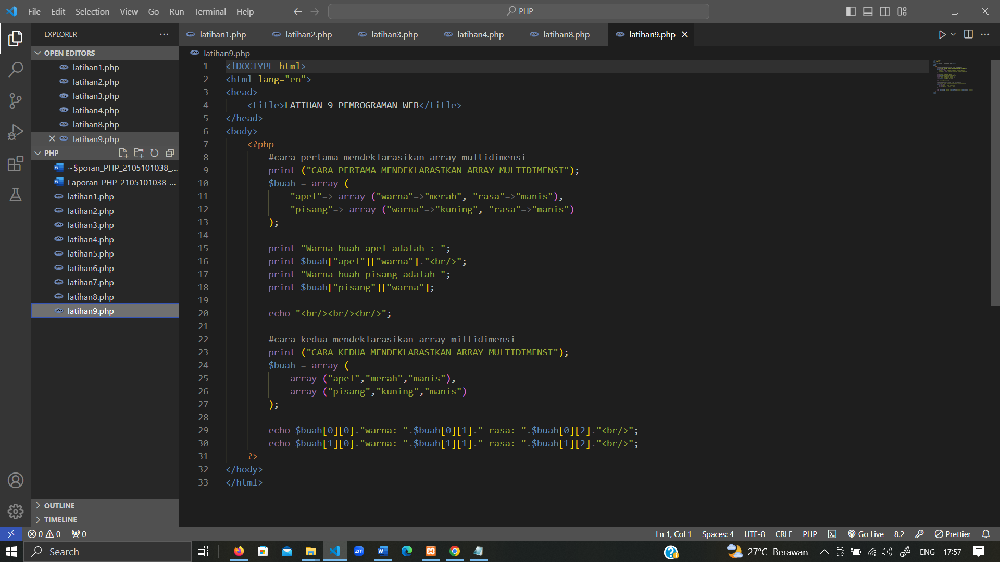 File Edit Selection View Go Run Terminal Help
PHP
EXPLORER
latihan1.php latihan2.php latihan3.php latihan4.php latihan8.php latihan9.php
OPEN EDITORS
latihan1.php
latihan2.php
latihan3.php
latihan4.php
latihan8.php
latihan9.php
PHP
~$poran_PHP_2105101038_...
Laporan_PHP_2105101038_...
latihan1.php
latihan2.php
latihan3.php
latihan4.php
latihan5.php
latihan6.php
latihan7.php
latihan8.php
latihan9.php
OUTLINE
TIMELINE
latihan9.php
1 <!DOCTYPE html>
2 <html lang="en">
3 <head>
4 <title>LATIHAN 9 PEMROGRAMAN WEB</title>
5 </head>
6 <body>
7 <?php
8 #cara pertama mendeklarasikan array multidimensi
9 print ("CARA PERTAMA MENDEKLARASIKAN ARRAY MULTIDIMENSI");
10 $buah = array (
11 "apel"=> array ("warna"=>"merah", "rasa"=>"manis"),
12 "pisang"=> array ("warna"=>"kuning", "rasa"=>"manis")
13 );
14
15 print "Warna buah apel adalah : ";
16 print $buah["apel"]["warna"]."<br/>";
17 print "Warna buah pisang adalah ";
18 print $buah["pisang"]["warna"];
19
20 echo "<br/><br/><br/>";
21
22 #cara kedua mendeklarasikan array miltidimensi
23 print ("CARA KEDUA MENDEKLARASIKAN ARRAY MULTIDIMENSI");
24 $buah = array (
25 array ("apel","merah","manis"),
26 array ("pisang","kuning","manis")
27 );
28
29 echo $buah[0][0]."warna: ".$buah[0][1]." rasa: ".$buah[0][2]."<br/>";
30 echo $buah[1][0]."warna: ".$buah[1][1]." rasa: ".$buah[1][2]."<br/>";
31 ?>
32 </body>
33 </html>
0 0 0
Ln 1, Col 1 Spaces: 4 UTF-8 CRLF PHP Go Live 8.2 Prettier
Search
zm
27°C Berawan
ENG 17:57